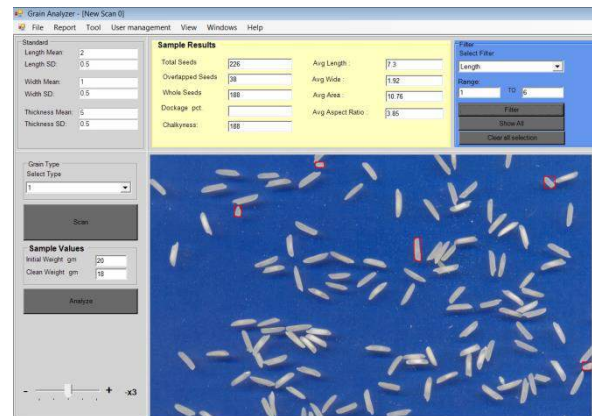 Grain Analyzer - [New Scan 0]
File Report Tool User management View Windows Help
Standard
Length Mean: 2
Length SD: 0.5
Width Mean: 1
Width SD: 0.5
Thickness Mean: 5
Thickness SD: 0.5
Sample Results
Total Seeds 226
Overlapped Seeds 38
Whole Seeds 188
Dockage pct.
Chalkyness: 188
Avg Length : 7.3
Avg Wide : 1.92
Avg Area : 10.76
Avg Aspect Ratio : 3.85
Filter
Select Filter
Length
Range:
1 TO 6
Filter
Show All
Clear all selection
Grain Type
Select Type
1
Scan
Sample Values
Initial Weight gm 20
Clean Weight gm 18
Analyze
- + -x3